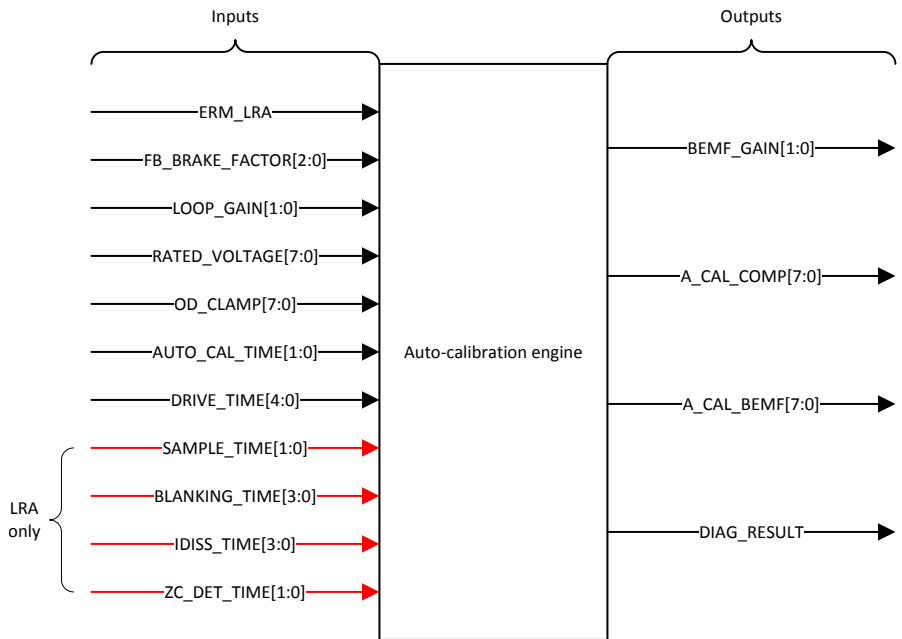 Inputs
Outputs
ERM_LRA
FB_BRAKE_FACTOR[2:0]
LOOP_GAIN[1:0]
RATED_VOLTAGE[7:0]
OD_CLAMP[7:0]
AUTO_CAL_TIME[1:0]
DRIVE_TIME[4:0]
SAMPLE_TIME[1:0]
BLANKING_TIME[3:0]
IDISS_TIME[3:0]
ZC_DET_TIME[1:0]
LRA
only
Auto-calibration engine
BEMF_GAIN[1:0]
A_CAL_COMP[7:0]
A_CAL_BEMF[7:0]
DIAG_RESULT